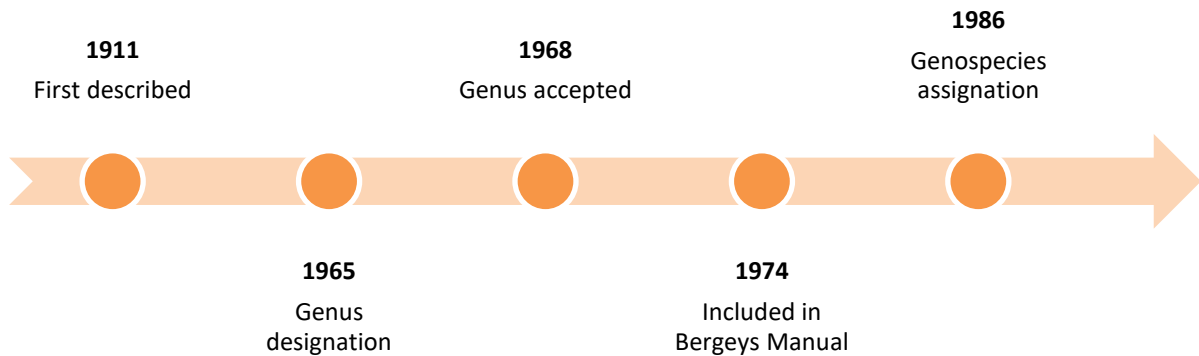 1911
First described
1965
Genus
designation
1968
Genus accepted
1974
Included in
Bergeys Manual
1986
Genospecies
assignation